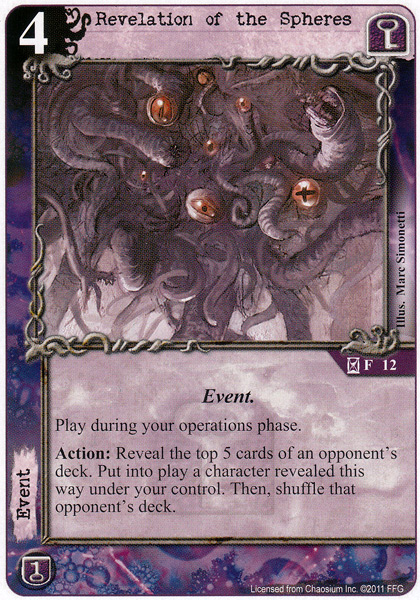 4
Revelation of the Spheres
Illus. Marc Simonetti
F 12
Event.
Play during your operations phase.
Action: Reveal the top 5 cards of an opponent's
deck. Put into play a character revealed this
way under your control. Then, shuffle that
opponent's deck.
Event
Licensed from Chaosium Inc. ©2011 FFG